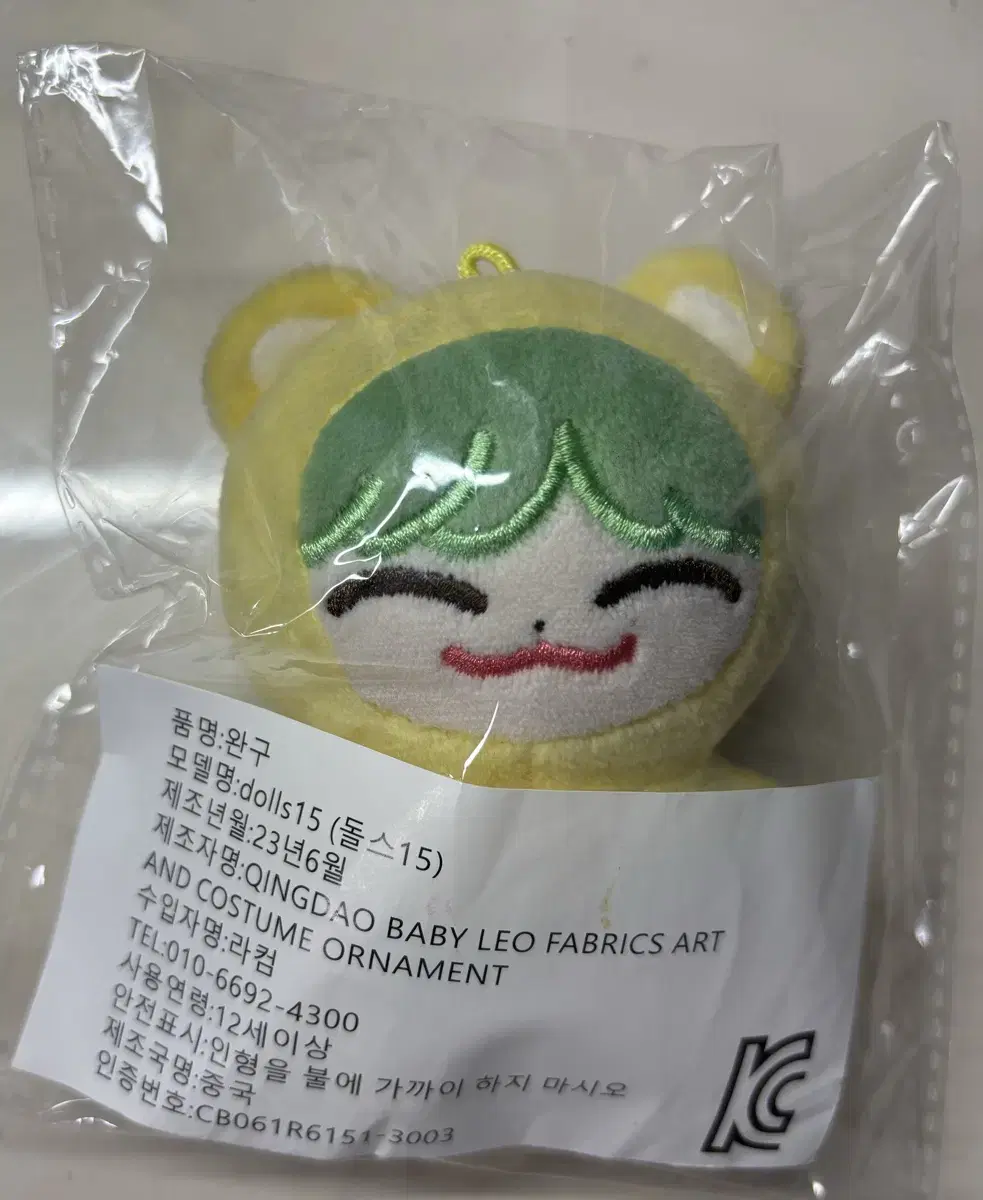 품명:완구
모델명:dolls15 (돌스15)
제조년월:23년6월
제조자명:QINGDAO BABY LEO FABRICS ART
AND COSTUME ORNAMENT
수입자명:라컴
TEL:010-6692-4300
사용연령:12세이상
안전표시:인형을 불에 가까이 하지 마시오
제조국명:중국
인증번호:CB061R6151-3003
KC